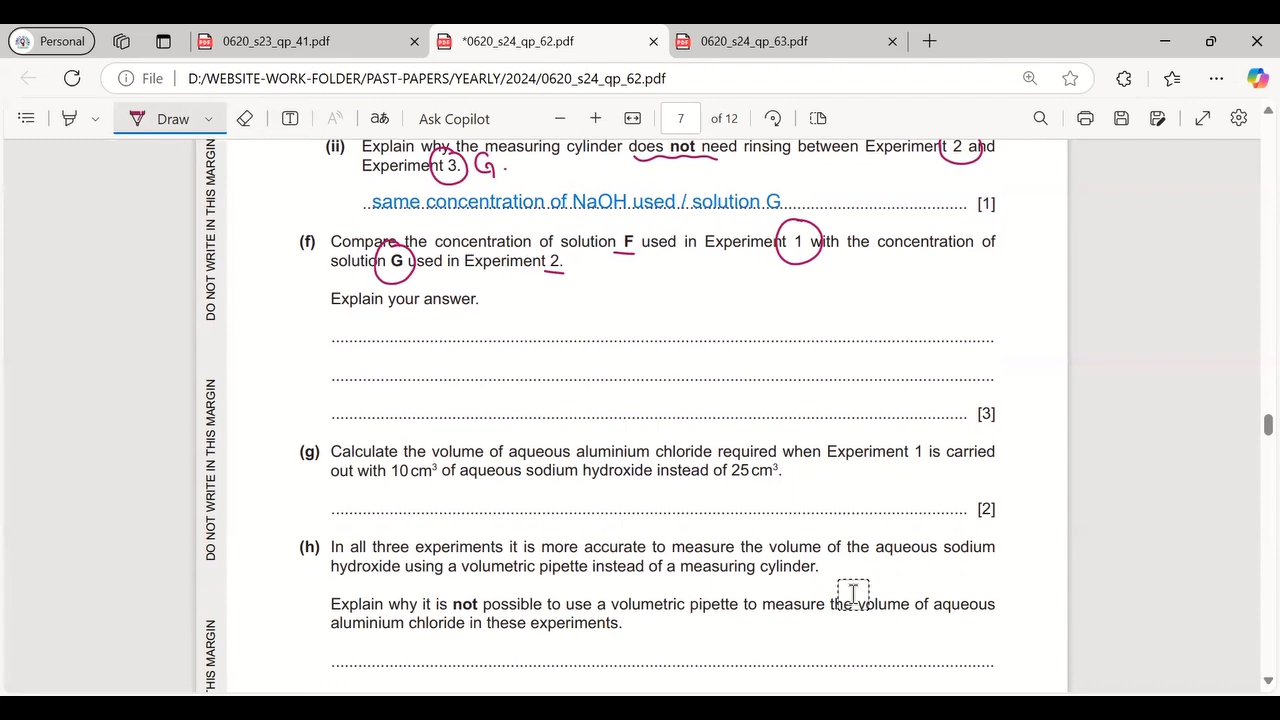 Personal
0620_s23_qp_41.pdf
*0620_s24_qp_62.pdf
0620_s24_qp_63.pdf
File
D:/WEBSITE-WORK-FOLDER/PAST-PAPERS/YEARLY/2024/0620_s24_qp_62.pdf
Draw
Ask Copilot
7 of 12
(ii) Explain why the measuring cylinder does not need rinsing between Experiment 2 and
Experiment 3. G.
same concentration of NaOH used / solution G [1]
(f) Compare the concentration of solution F used in Experiment 1 with the concentration of
solution G used in Experiment 2.
Explain your answer.
[3]
(g) Calculate the volume of aqueous aluminium chloride required when Experiment 1 is carried
out with 10 cm³ of aqueous sodium hydroxide instead of 25 cm³.
[2]
(h) In all three experiments it is more accurate to measure the volume of the aqueous sodium
hydroxide using a volumetric pipette instead of a measuring cylinder.
Explain why it is not possible to use a volumetric pipette to measure the volume of aqueous
aluminium chloride in these experiments.
DO NOT WRITE IN THIS MARGIN
DO NOT WRITE IN THIS MARGIN
THIS MARGIN